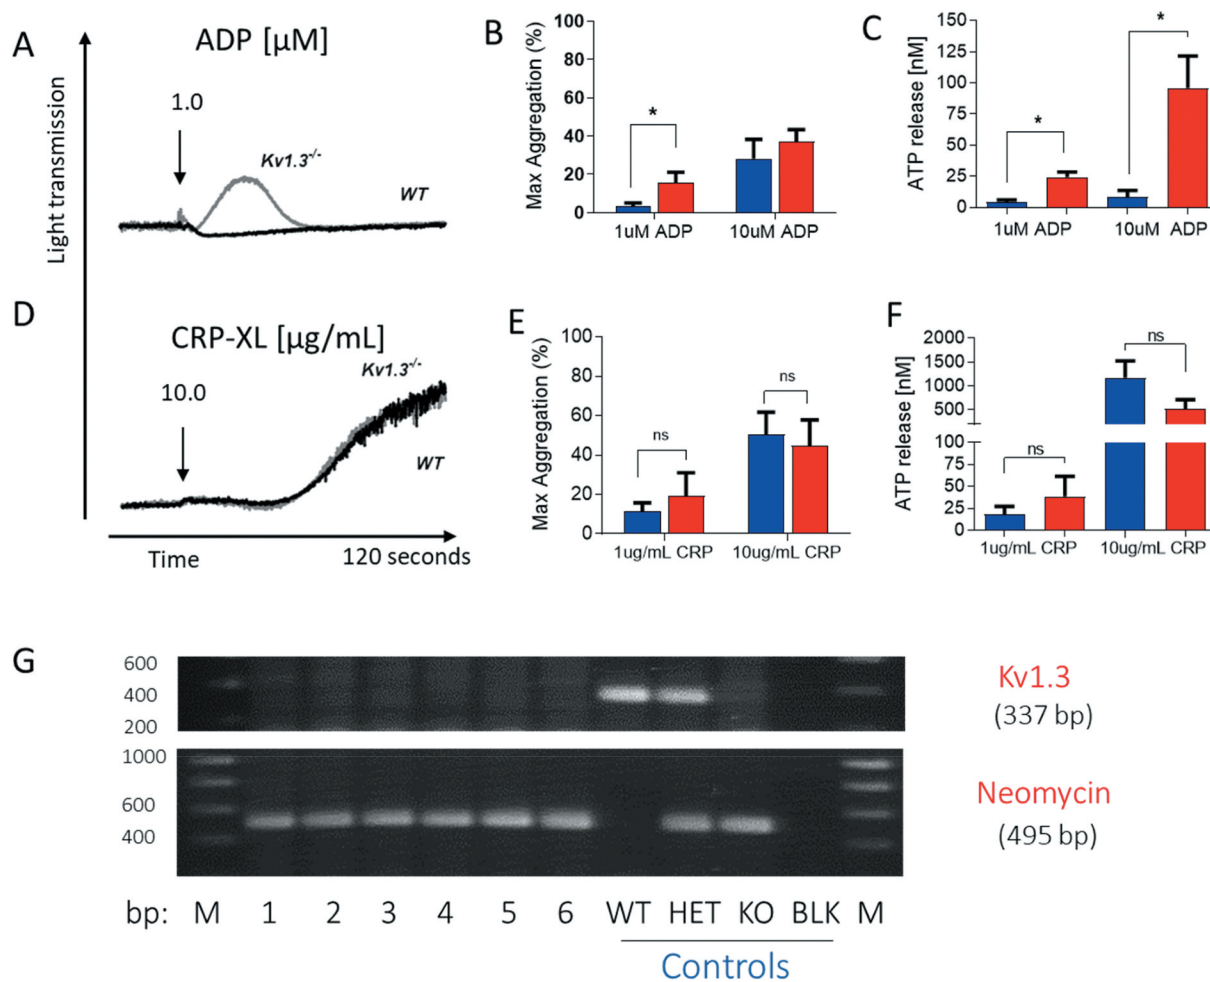 A
ADP [µM]
Light transmission
1.0
Kv1.3-/-
WT
B
Max Aggregation (%)
100
80
60
40
20
0
*
1uM ADP
10uM ADP
C
ATP release [nM]
150
125
100
75
50
25
0
*
*
1uM ADP
10uM ADP
D
CRP-XL [µg/mL]
10.0
Kv1.3-/-
WT
Time
120 seconds
E
Max Aggregation (%)
100
80
60
40
20
0
ns
ns
1ug/mL CRP
10ug/mL CRP
F
ATP release [nM]
2000
1500
1000
500
100
75
50
25
0
ns
ns
1ug/mL CRP
10ug/mL CRP
G
600
400
200
Kv1.3
(337 bp)
1000
600
400
Neomycin
(495 bp)
bp: M 1 2 3 4 5 6 WT HET KO BLK M
Controls